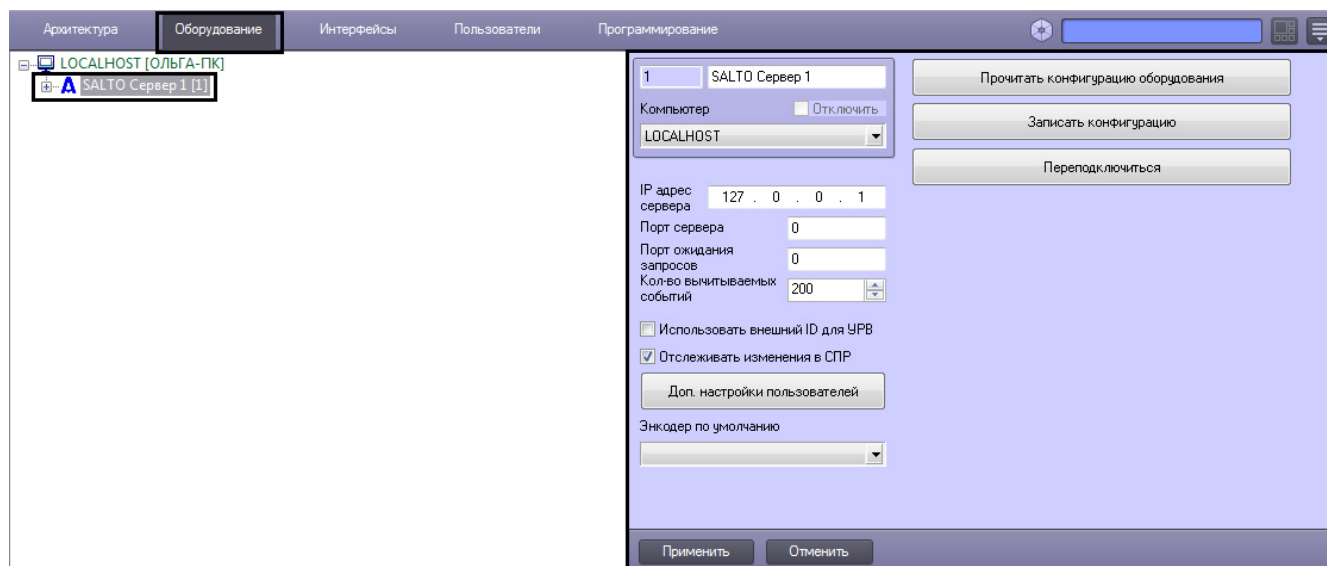 Архитектура Оборудование Интерфейсы Пользователи Программирование
LOCALHOST [ОЛЬГА-ПК]
SALTO Сервер 1 [1]
1 SALTO Сервер 1
Компьютер Отключить
LOCALHOST
IP адрес
сервера
127 . 0 . 0 . 1
Порт сервера 0
Порт ожидания
запросов
0
Кол-во вычитываемых
событий
200
Использовать внешний ID для УРВ
Отслеживать изменения в СПР
Доп. настройки пользователей
Энкодер по умолчанию
Прочитать конфигурацию оборудования
Записать конфигурацию
Переподключиться
Применить Отменить